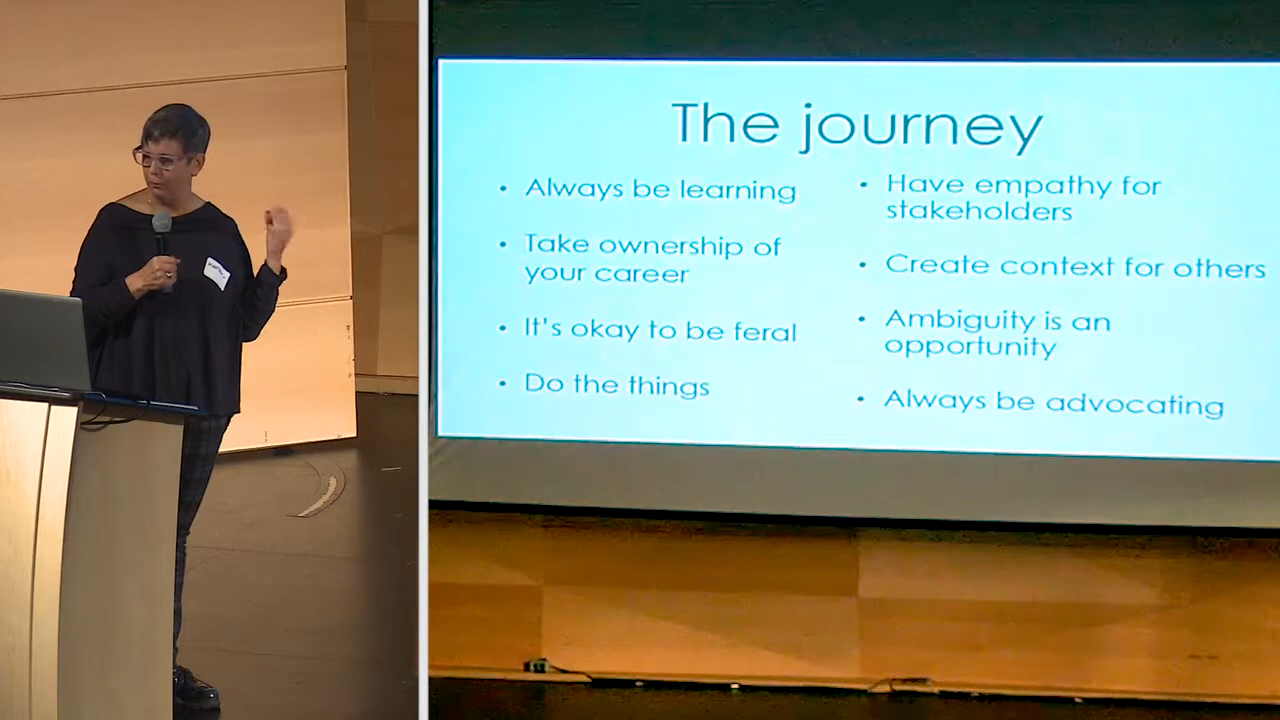 The journey
• Always be learning
• Take ownership of
your career
• It's okay to be feral
• Do the things
• Have empathy for
stakeholders
• Create context for others
• Ambiguity is an
opportunity
• Always be advocating